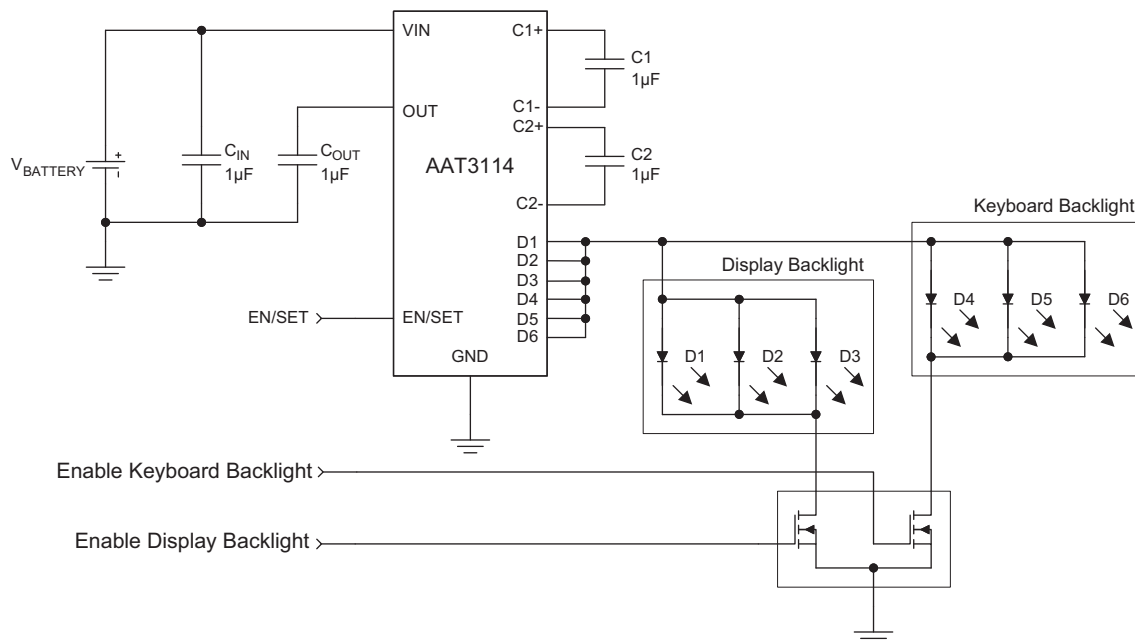 VIN
C1+
C1
1µF
C1-
OUT
C2+
C2
1µF
C2-
AAT3114
VBATTERY
+
-
CIN
1µF
COUT
1µF
D1
D2
D3
D4
D5
D6
EN/SET
EN/SET
GND
Keyboard Backlight
D4
D5
D6
Display Backlight
D1
D2
D3
Enable Keyboard Backlight
Enable Display Backlight